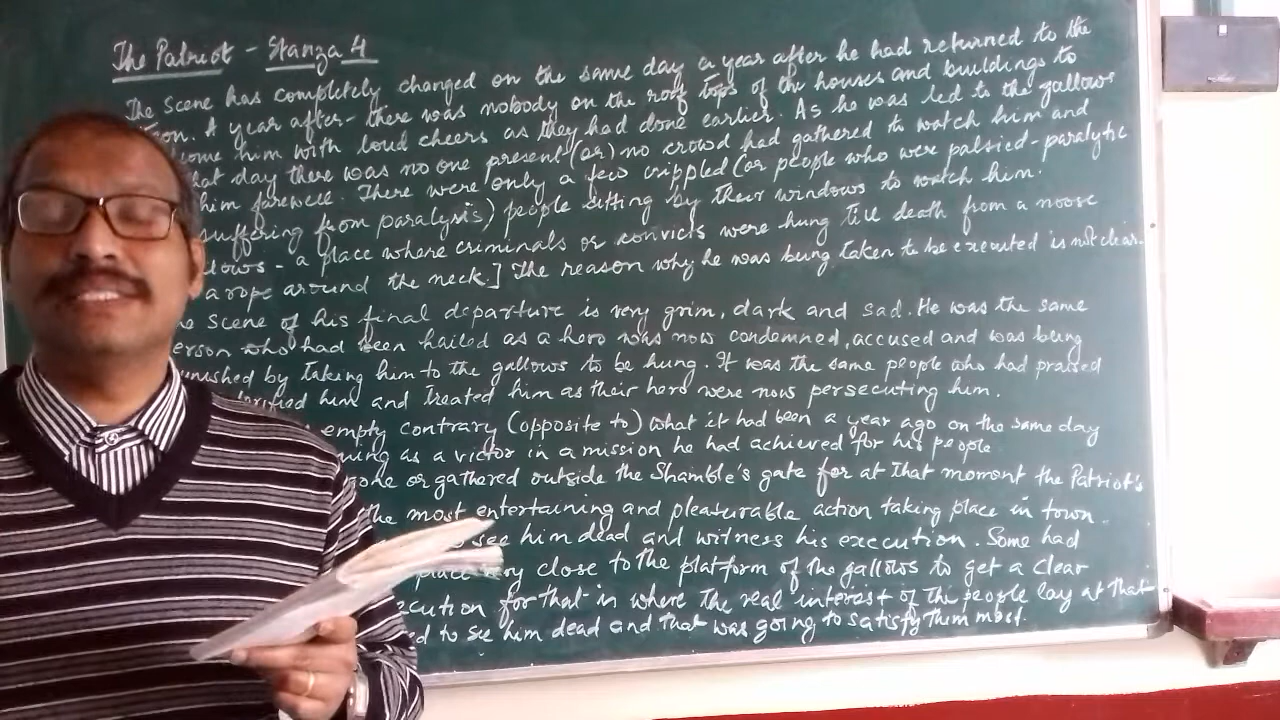 The Patriot - Stanza 4
The scene has completely changed on the same day a year after he had returned to the
town. A year after- there was nobody on the roof tops of the houses and buildings to
come him with loud cheers as they had done earlier. As he was led to the gallows
hat day there was no one present (or) no crowd had gathered to watch him and
him farewell. There were only a few crippled (or people who were palsied - paralytic
suffering from paralysis) people sitting by their windows to watch him.
lows - a place where criminals or convicts were hung till death from a noose
a rope around the neck.] The reason why he was being taken to be executed is not clear.
e scene of his final departure is very grim, dark and sad. He was the same
erson who had been hailed as a hero was now condemned, accused and was being
unished by taking him to the gallows to be hung. It was the same people who had praised
rified him and treated him as their hero were now persecuting him.
empty contrary (opposite to) what it had been a year ago on the same day
ning as a victor in a mission he had achieved for his people.
gone or gathered outside the Shamble's gate for at that moment the Patriot's
the most entertaining and pleasurable action taking place in town.
see him dead and witness his execution. Some had
place very close to the platform of the gallows to get a clear
ecution for that is where the real interest of the people lay at that
ed to see him dead and that was going to satisfy them most.